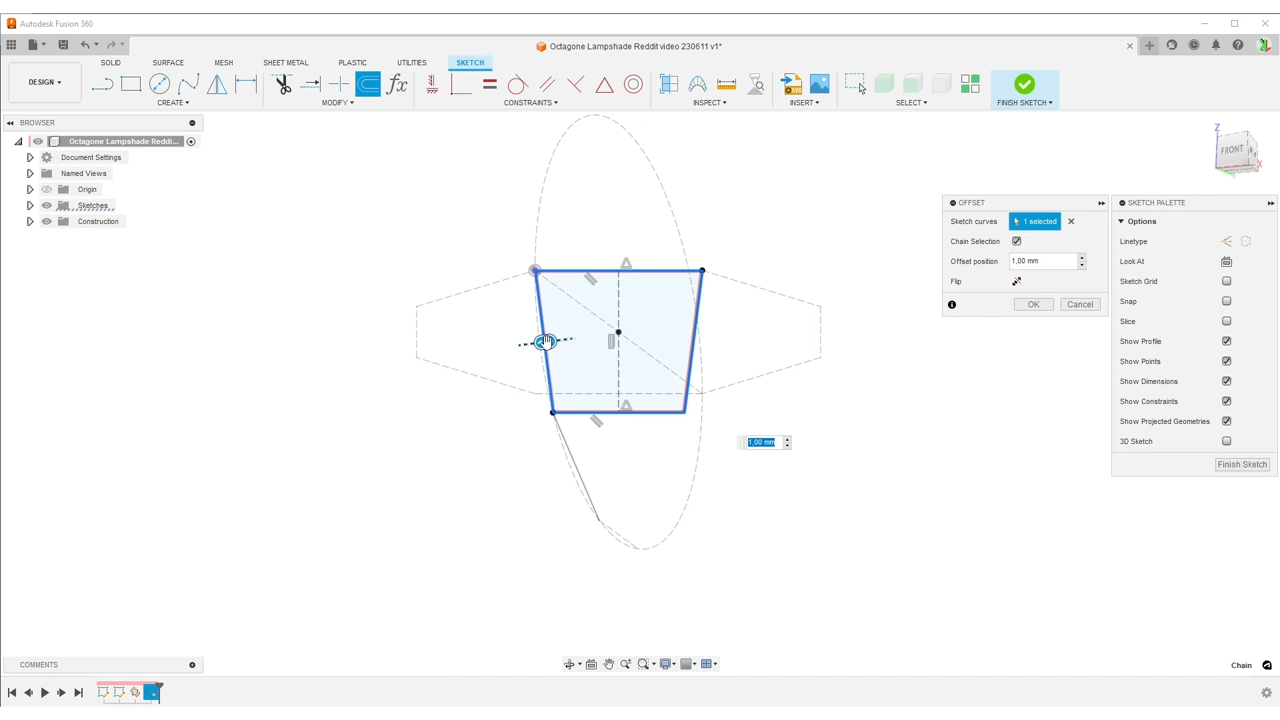 Autodesk Fusion 360
Octagone Lampshade Reddit video 230611 v1*
DESIGN
SOLID SURFACE MESH SHEET METAL PLASTIC UTILITIES SKETCH
CREATE MODIFY CONSTRAINTS INSPECT INSERT SELECT FINISH SKETCH
BROWSER
Octagone Lampshade Reddi...
Document Settings
Named Views
Origin
Sketches
Construction
Z
FRONT
X
OFFSET
Sketch curves 1 selected
Chain Selection
Offset position 1,00 mm
Flip
OK Cancel
SKETCH PALETTE
Options
Linetype
Look At
Sketch Grid
Snap
Slice
Show Profile
Show Points
Show Dimensions
Show Constraints
Show Projected Geometries
3D Sketch
Finish Sketch
1,00 mm
COMMENTS
Chain